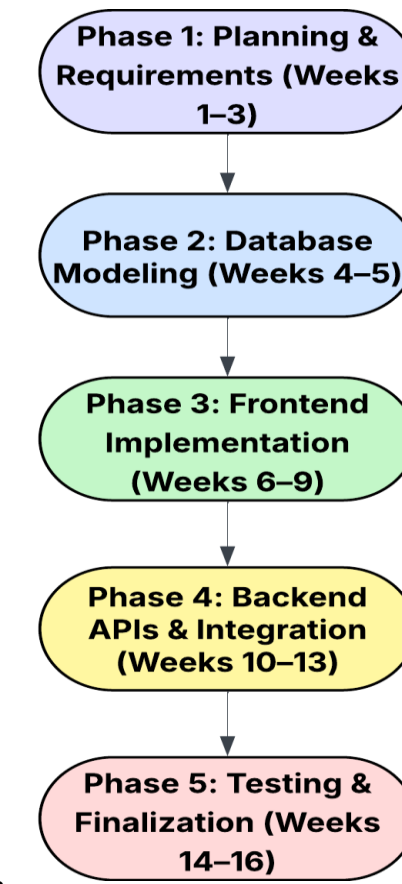 Phase 1: Planning &
Requirements (Weeks
1–3)
Phase 2: Database
Modeling (Weeks 4–5)
Phase 3: Frontend
Implementation
(Weeks 6–9)
Phase 4: Backend
APIs & Integration
(Weeks 10–13)
Phase 5: Testing &
Finalization (Weeks
14–16)